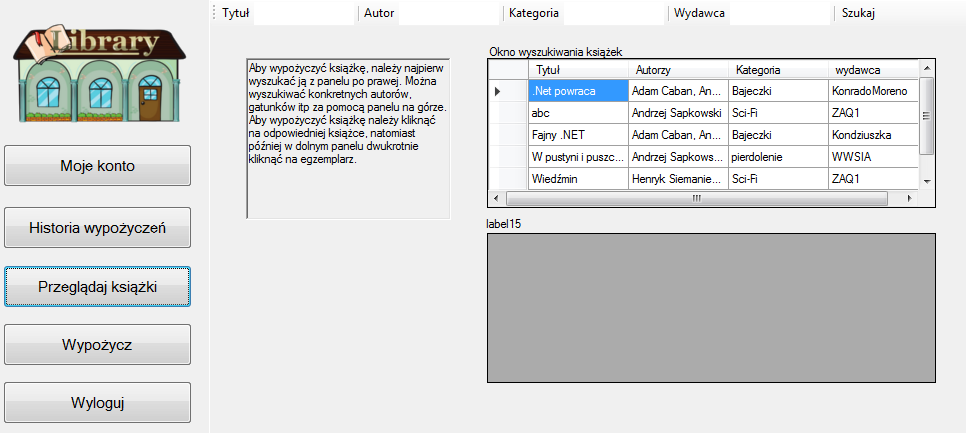 Tytuł Autor Kategoria Wydawca Szukaj
Library
Moje konto
Historia wypożyczeń
Przeglądaj książki
Wypożycz
Wyloguj
Aby wypożyczyć książkę, należy najpierw
wyszukać ją z panelu po prawej. Można
wyszukiwać konkretnych autorów,
gatunków itp za pomocą panelu na górze.
Aby wypożyczyć książkę należy kliknąć
na odpowiedniej książce, natomiast
później w dolnym panelu dwukrotnie
kliknąć na egzemplarz.
Okno wyszukiwania książek
Tytuł Autorzy Kategoria wydawca
.Net powraca Adam Caban, An... Bajeczki KonradoMoreno
abc Andrzej Sapkowski Sci-Fi ZAQ1
Fajny .NET Adam Caban, An... Bajeczki Kondziuszka
W pustyni i puszc... Andrzej Sapkows... pierdolenie WWSIA
Wiedźmin Henryk Siemanie... Sci-Fi ZAQ1
label15